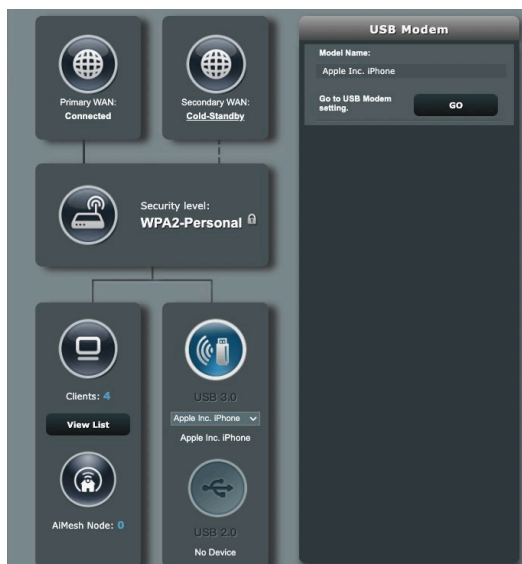 Primary WAN:
Connected
Secondary WAN:
Cold-Standby
Security level:
WPA2-Personal
Clients: 4
View List
AiMesh Node: 0
USB 3.0
Apple Inc. iPhone
Apple Inc. iPhone
USB 2.0
No Device
USB Modem
Model Name:
Apple Inc. iPhone
Go to USB Modem
setting.
GO